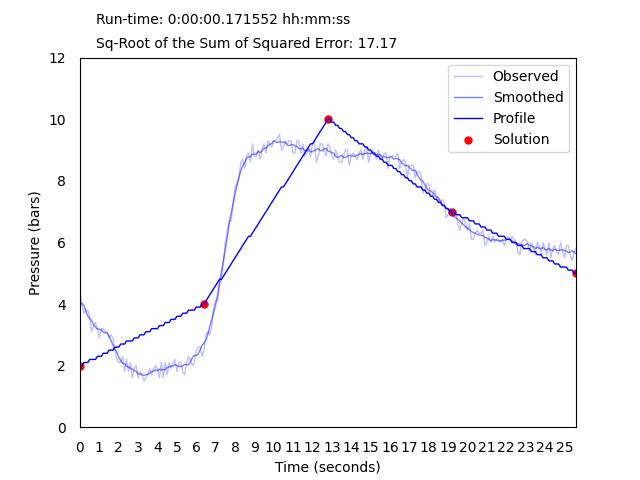 Run-time: 0:00:00.171552 hh:mm:ss
Sq-Root of the Sum of Squared Error: 17.17
Observed
Smoothed
Profile
Solution
Pressure (bars)
12
10
8
6
4
2
0
0 1 2 3 4 5 6 7 8 9 10 11 12 13 14 15 16 17 18 19 20 21 22 23 24 25
Time (seconds)